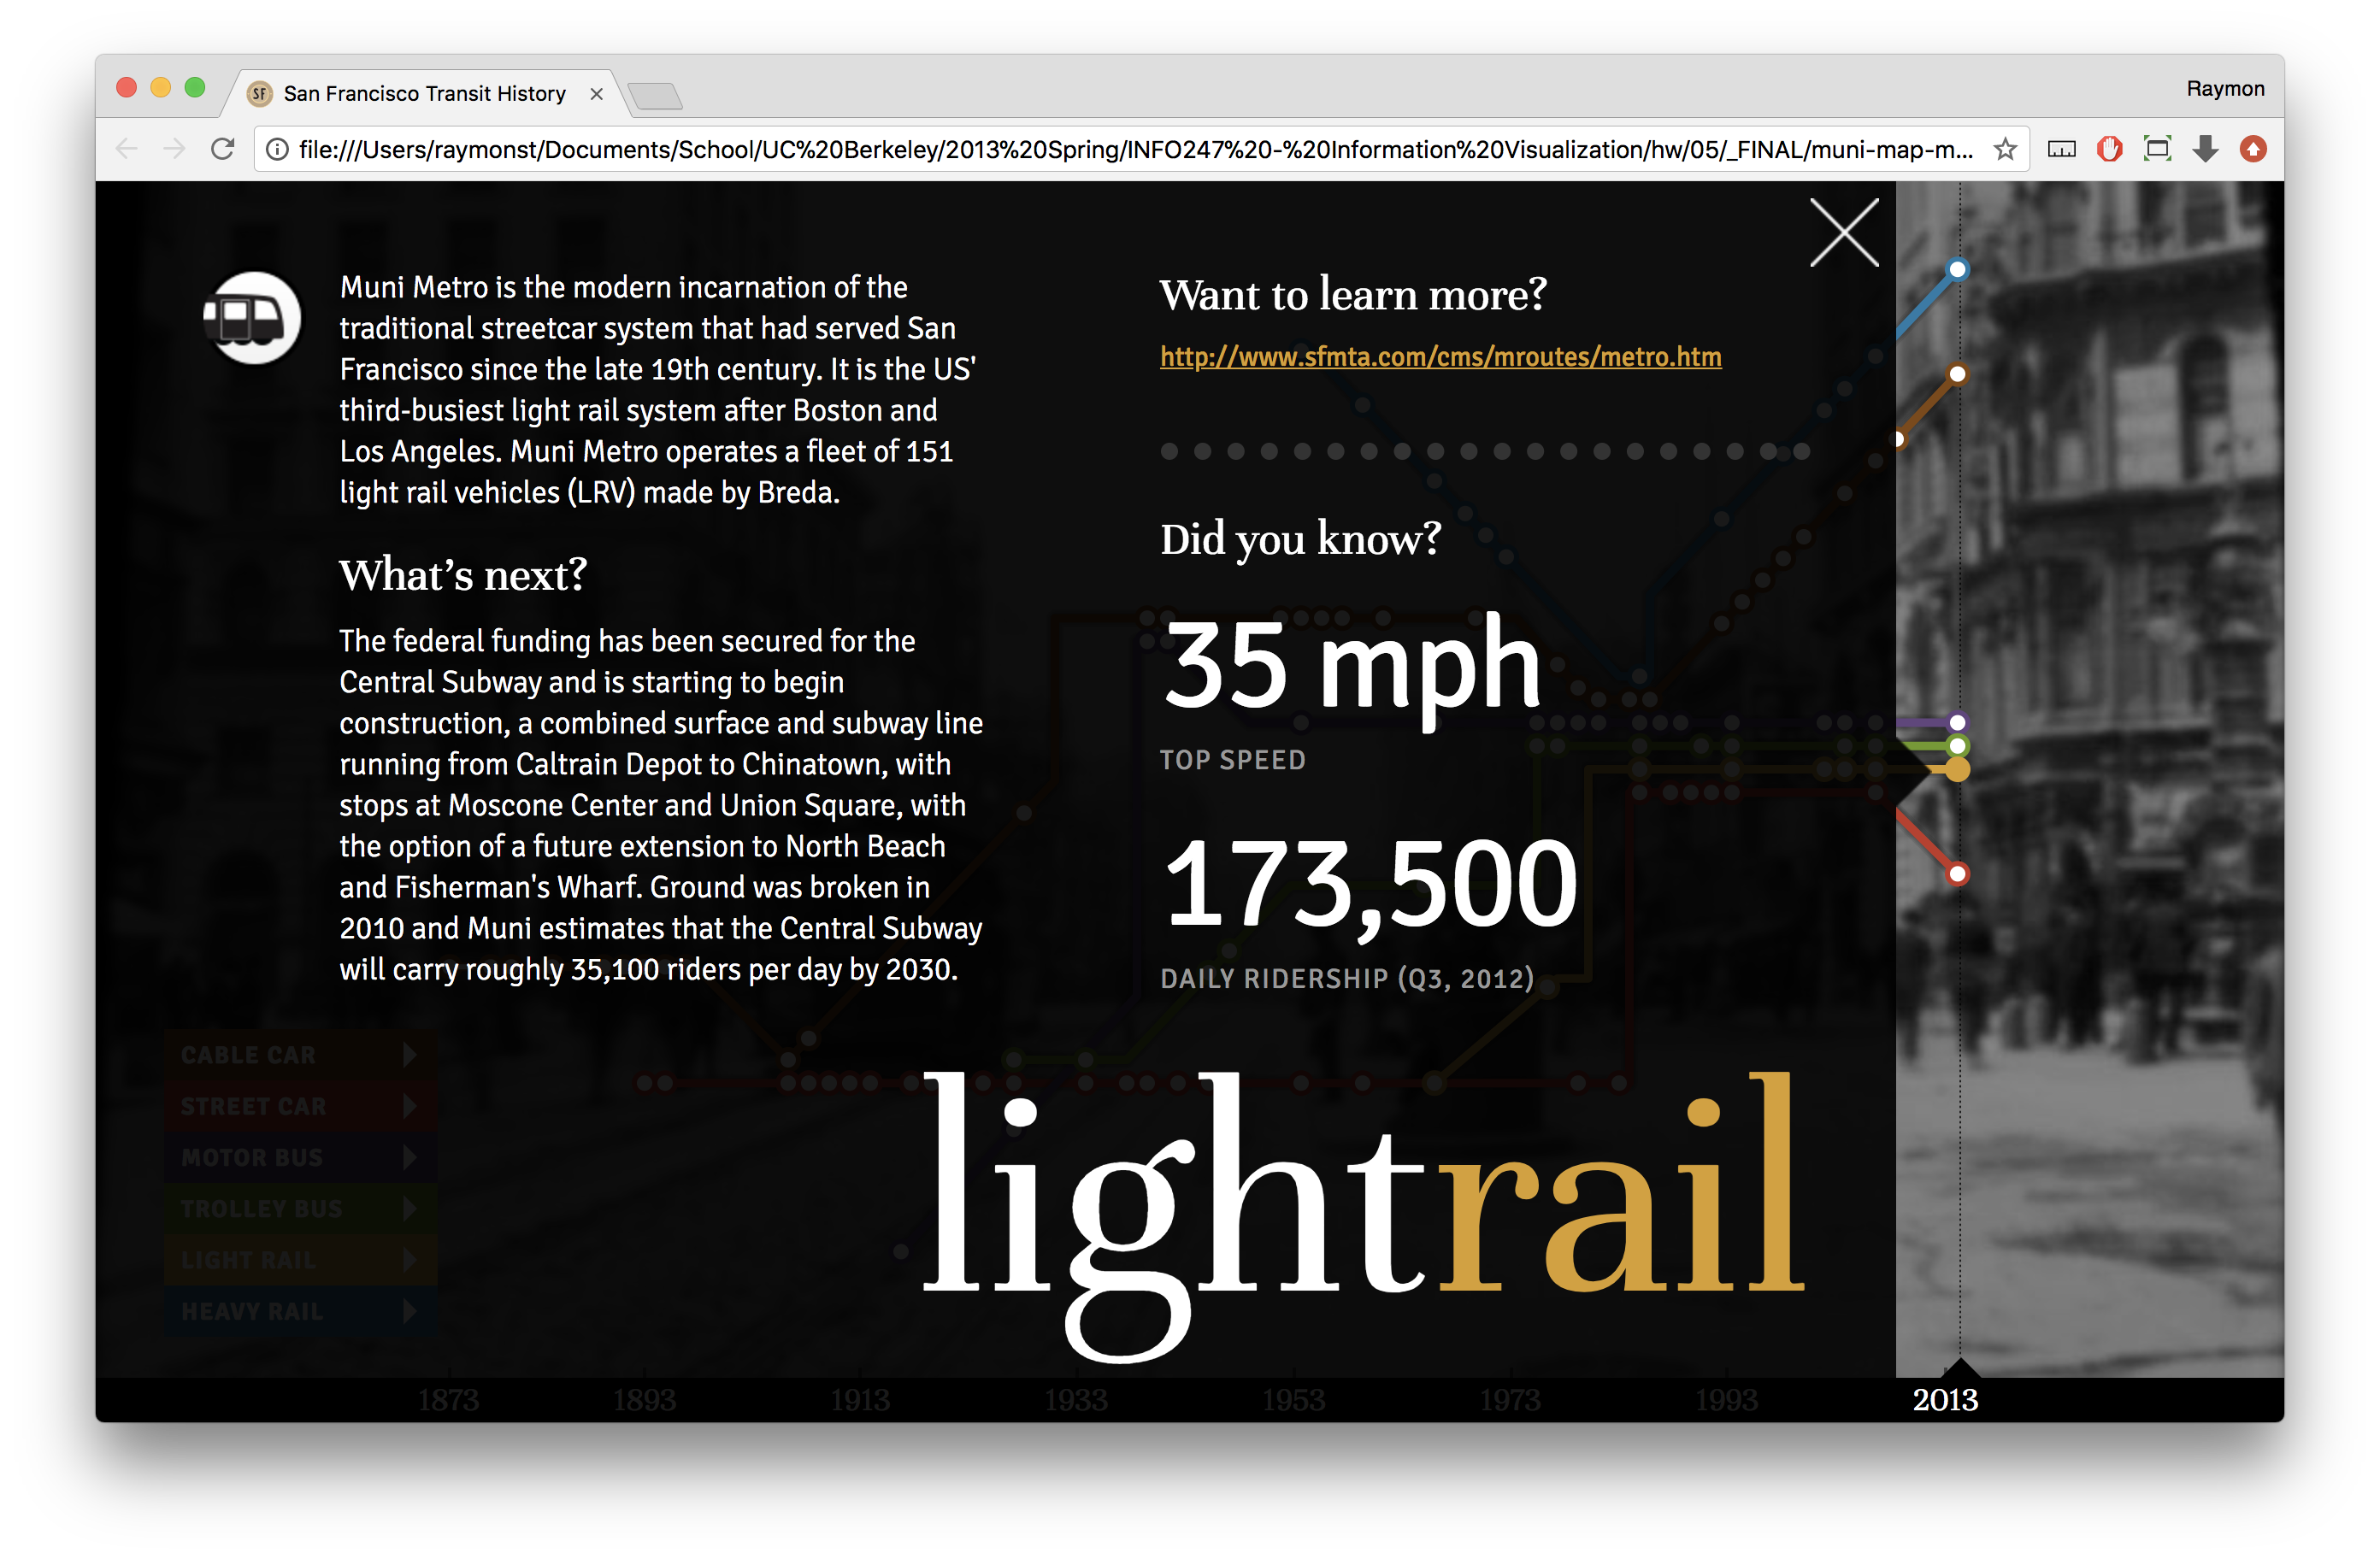 SF San Francisco Transit History
Raymon
file:///Users/raymonst/Documents/School/UC%20Berkeley/2013%20Spring/INFO247%20-%20Information%20Visualization/hw/05/_FINAL/muni-map-m...
Muni Metro is the modern incarnation of the
traditional streetcar system that had served San
Francisco since the late 19th century. It is the US'
third-busiest light rail system after Boston and
Los Angeles. Muni Metro operates a fleet of 151
light rail vehicles (LRV) made by Breda.
What's next?
The federal funding has been secured for the
Central Subway and is starting to begin
construction, a combined surface and subway line
running from Caltrain Depot to Chinatown, with
stops at Moscone Center and Union Square, with
the option of a future extension to North Beach
and Fisherman's Wharf. Ground was broken in
2010 and Muni estimates that the Central Subway
will carry roughly 35,100 riders per day by 2030.
Want to learn more?
http://www.sfmta.com/cms/mroutes/metro.htm
Did you know?
35 mph
TOP SPEED
173,500
DAILY RIDERSHIP (Q3, 2012)
CABLE CAR
STREET CAR
MOTOR BUS
TROLLEY BUS
LIGHT RAIL
HEAVY RAIL
lightrail
1873 1893 1913 1933 1953 1973 1993 2013